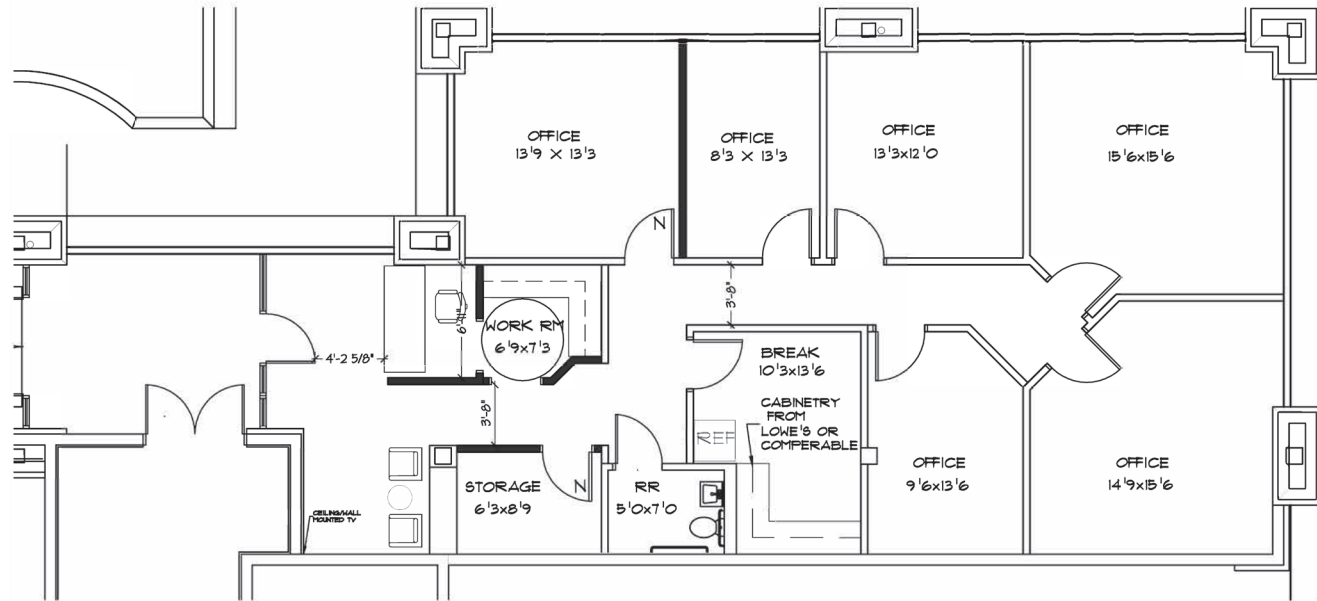 OFFICE
13'9 X 13'3
OFFICE
8'3 X 13'3
OFFICE
13'3x12'0
OFFICE
15'6x15'6
N
3'-8"
6'-11"
WORK RM
6'9x7'3
4'-2 5/8"
BREAK
10'3x13'6
CABINETRY
FROM
LOWE'S OR
COMPERABLE
3'-8"
REF
OFFICE
9'6x13'6
OFFICE
14'9x15'6
STORAGE
6'3x8'9
N
RR
5'0x7'0
CEILING/WALL
MOUNTED TV